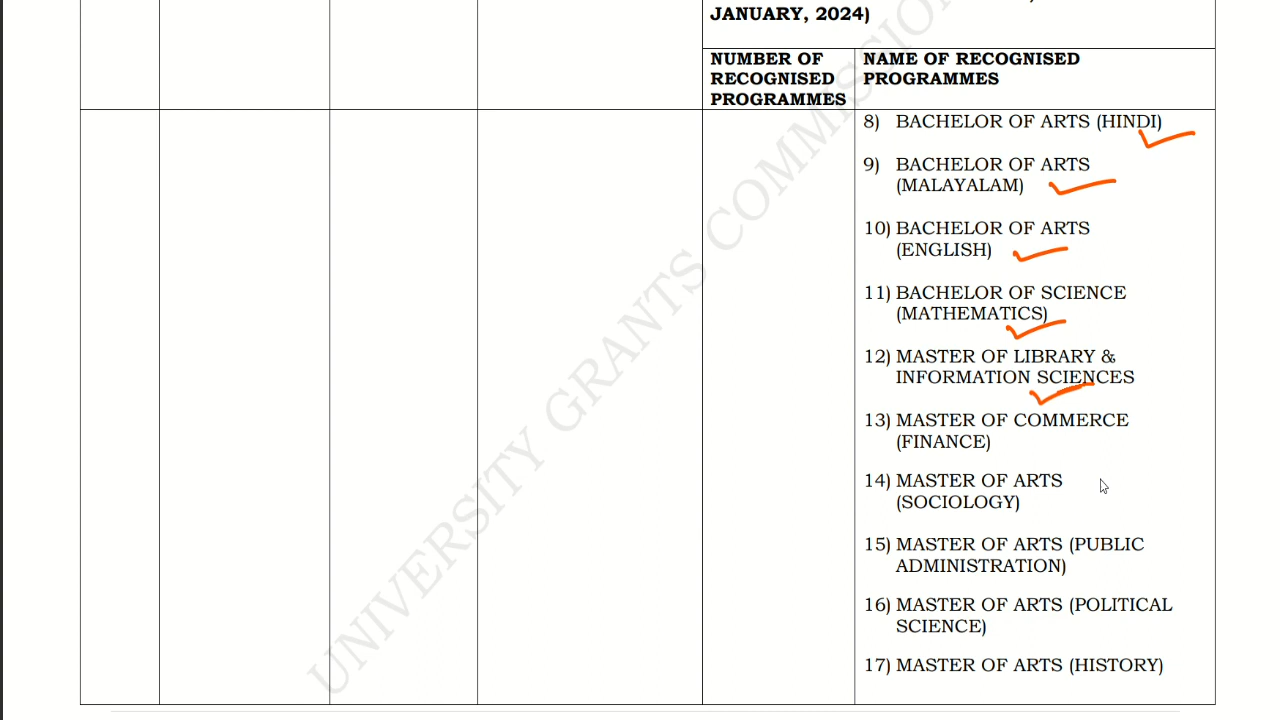 JANUARY, 2024)
NUMBER OF
RECOGNISED
PROGRAMMES
NAME OF RECOGNISED
PROGRAMMES
8) BACHELOR OF ARTS (HINDI)
9) BACHELOR OF ARTS
(MALAYALAM)
10) BACHELOR OF ARTS
(ENGLISH)
11) BACHELOR OF SCIENCE
(MATHEMATICS)
12) MASTER OF LIBRARY &
INFORMATION SCIENCES
13) MASTER OF COMMERCE
(FINANCE)
14) MASTER OF ARTS
(SOCIOLOGY)
15) MASTER OF ARTS (PUBLIC
ADMINISTRATION)
16) MASTER OF ARTS (POLITICAL
SCIENCE)
17) MASTER OF ARTS (HISTORY)
UNIVERSITY GRANTS COMMISSION